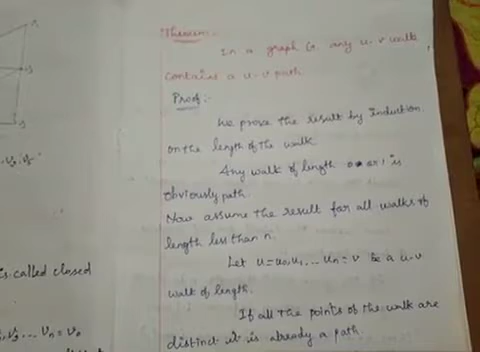 Theorem:-
In a graph G, any u-v walk,
contains a u-v path.
Proof:-
We prove the result by induction
on the length of the walk.
Any walk of length 0 or 1 is
obviously path.
Now assume the result for all walks of
length less than n.
Let u=u0,u1,... un=v be a u-v
walk of length.
If all the points of the walk are
distinct it is already a path.
is called closed
... vn = v0